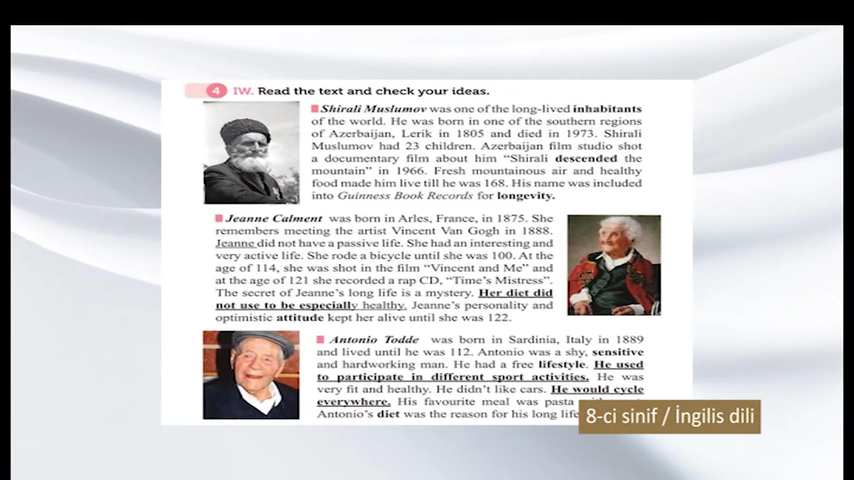 4 IW. Read the text and check your ideas.
Shirali Muslumov was one of the long-lived inhabitants
of the world. He was born in one of the southern regions
of Azerbaijan, Lerik in 1805 and died in 1973. Shirali
Muslumov had 23 children. Azerbaijan film studio shot
a documentary film about him “Shirali descended the
mountain” in 1966. Fresh mountainous air and healthy
food made him live till he was 168. His name was included
into Guinness Book Records for longevity.
Jeanne Calment was born in Arles, France, in 1875. She
remembers meeting the artist Vincent Van Gogh in 1888.
Jeanne did not have a passive life. She had an interesting and
very active life. She rode a bicycle until she was 100. At the
age of 114, she was shot in the film “Vincent and Me” and
at the age of 121 she recorded a rap CD, “Time’s Mistress”.
The secret of Jeanne’s long life is a mystery. Her diet did
not use to be especially healthy. Jeanne’s personality and
optimistic attitude kept her alive until she was 122.
Antonio Todde was born in Sardinia, Italy in 1889
and lived until he was 112. Antonio was a shy, sensitive
and hardworking man. He had a free lifestyle. He used
to participate in different sport activities. He was
very fit and healthy. He didn’t like cars. He would cycle
everywhere. His favourite meal was pasta
Antonio’s diet was the reason for his long
8-ci sinif / İngilis dili